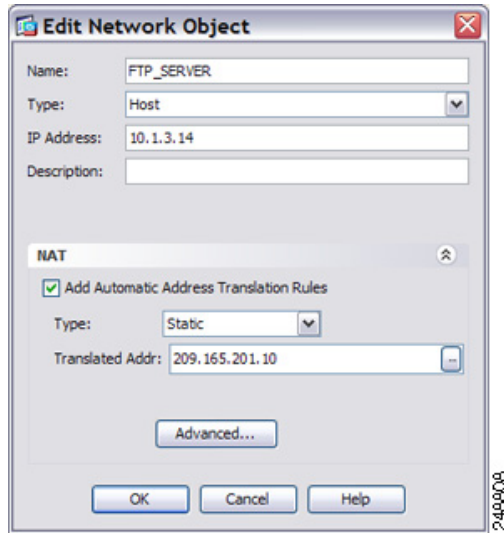 Edit Network Object
Name: FTP_SERVER
Type: Host
IP Address: 10.1.3.14
Description:
NAT
Add Automatic Address Translation Rules
Type: Static
Translated Addr: 209.165.201.10 ...
Advanced...
OK Cancel Help
248808